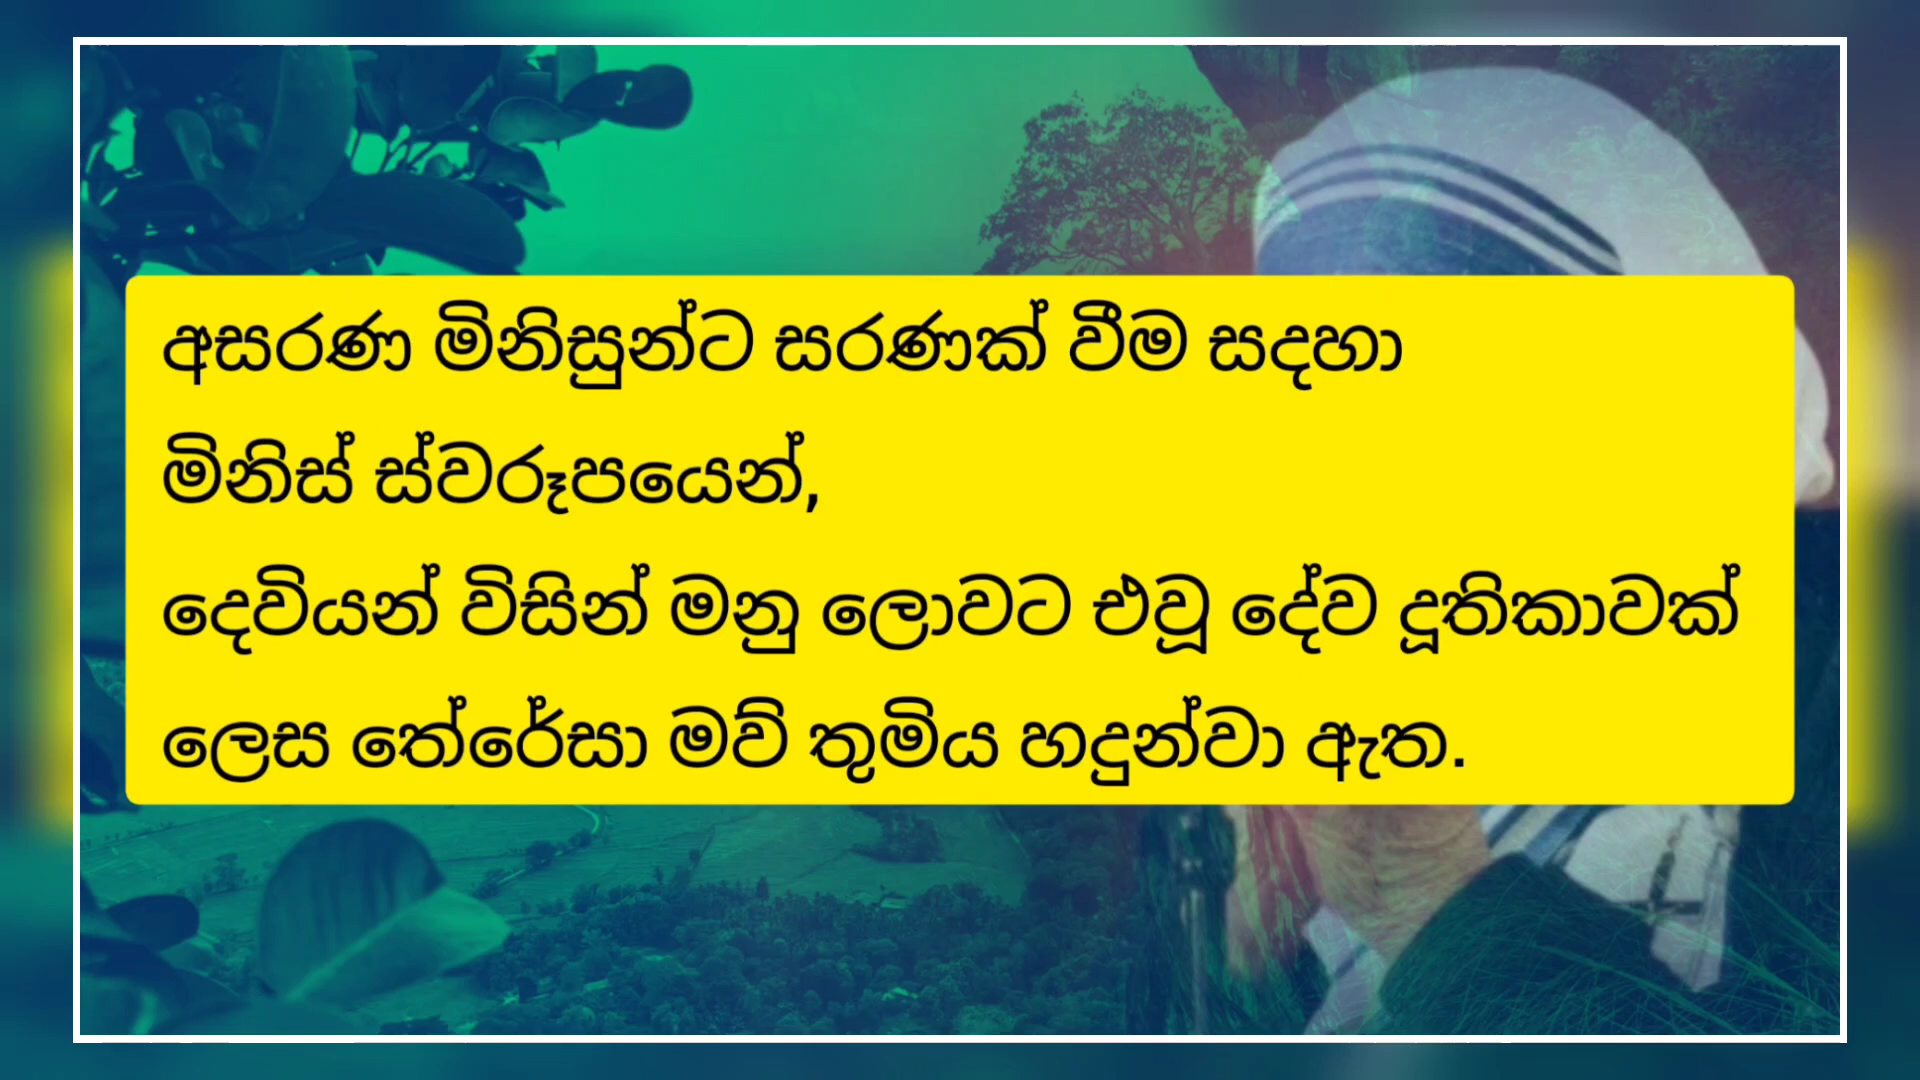 අසරණ මිනිසුන්ට සරණක් වීම සදහා
මිනිස් ස්වරූපයෙන්,
දෙවියන් විසින් මනු ලොවට එවූ දේව දූතිකාවක්
ලෙස තේරේසා මව් තුමිය හදුන්වා ඇත.